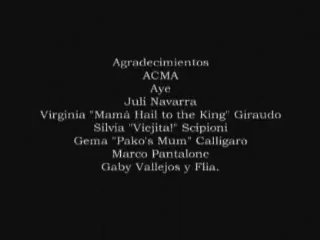 Agradecimientos
ACMA
Aye
Juli Navarra
Virginia "Mamá Hail to the King" Giraudo
Silvia "Viejita!" Scipioni
Gema "Pako's Mum" Calligaro
Marco Pantalone
Gaby Vallejos y Flia.